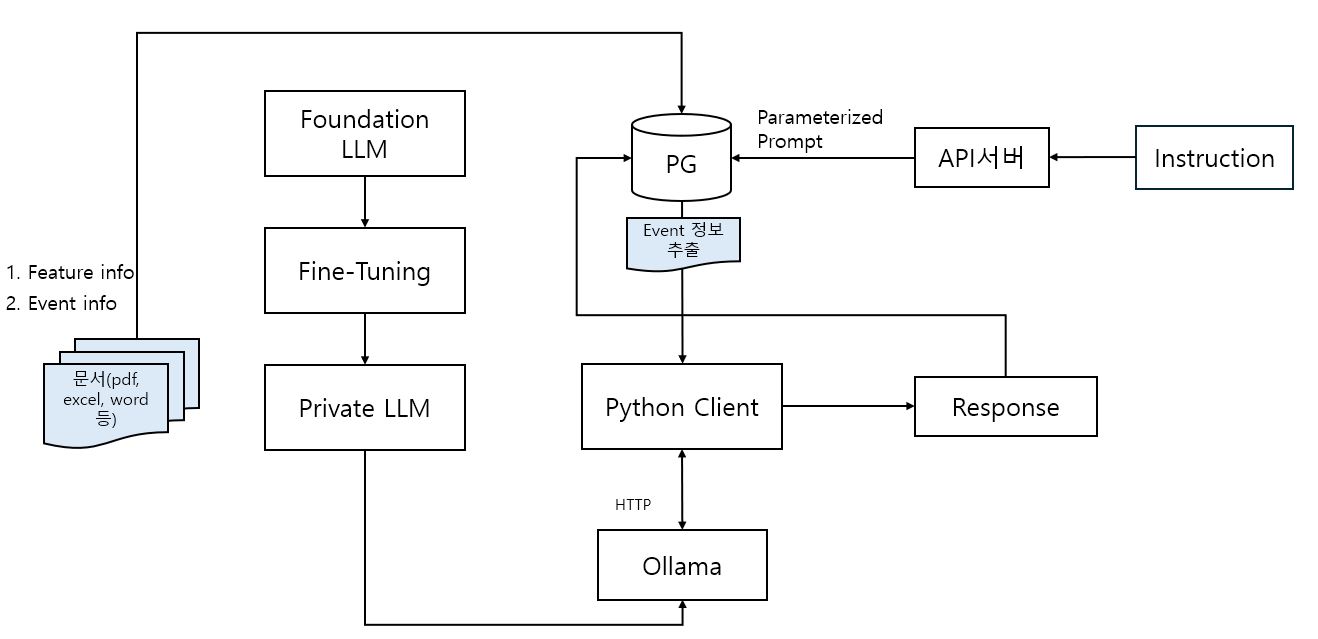 Foundation
LLM
Parameterized
Prompt
PG
API서버
Instruction
Event 정보
추출
1. Feature info
2. Event info
Fine-Tuning
문서(pdf,
excel, word
등)
Private LLM
Python Client
Response
HTTP
Ollama